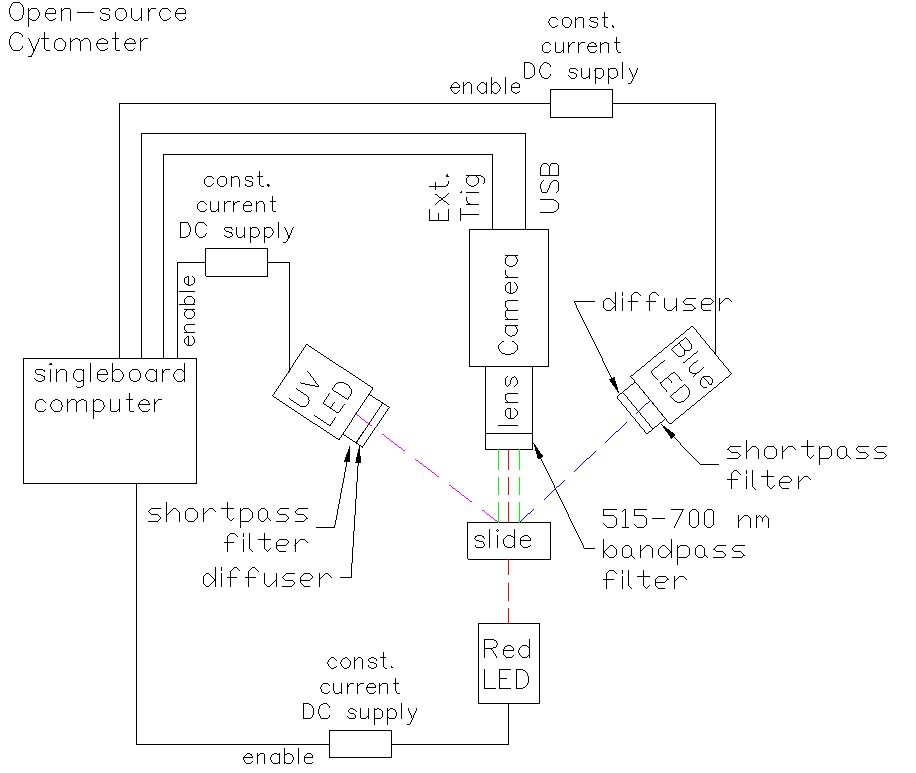 Open-source
Cytometer
const.
current
DC supply
enable
const.
current
DC supply
Ext.
Trig
USB
enable
Camera
lens
diffuser
singleboard
computer
UV
LED
Blue
LED
shortpass
filter
shortpass
filter
diffuser
slide
515-700 nm
bandpass
filter
Red
LED
const.
current
DC supply
enable